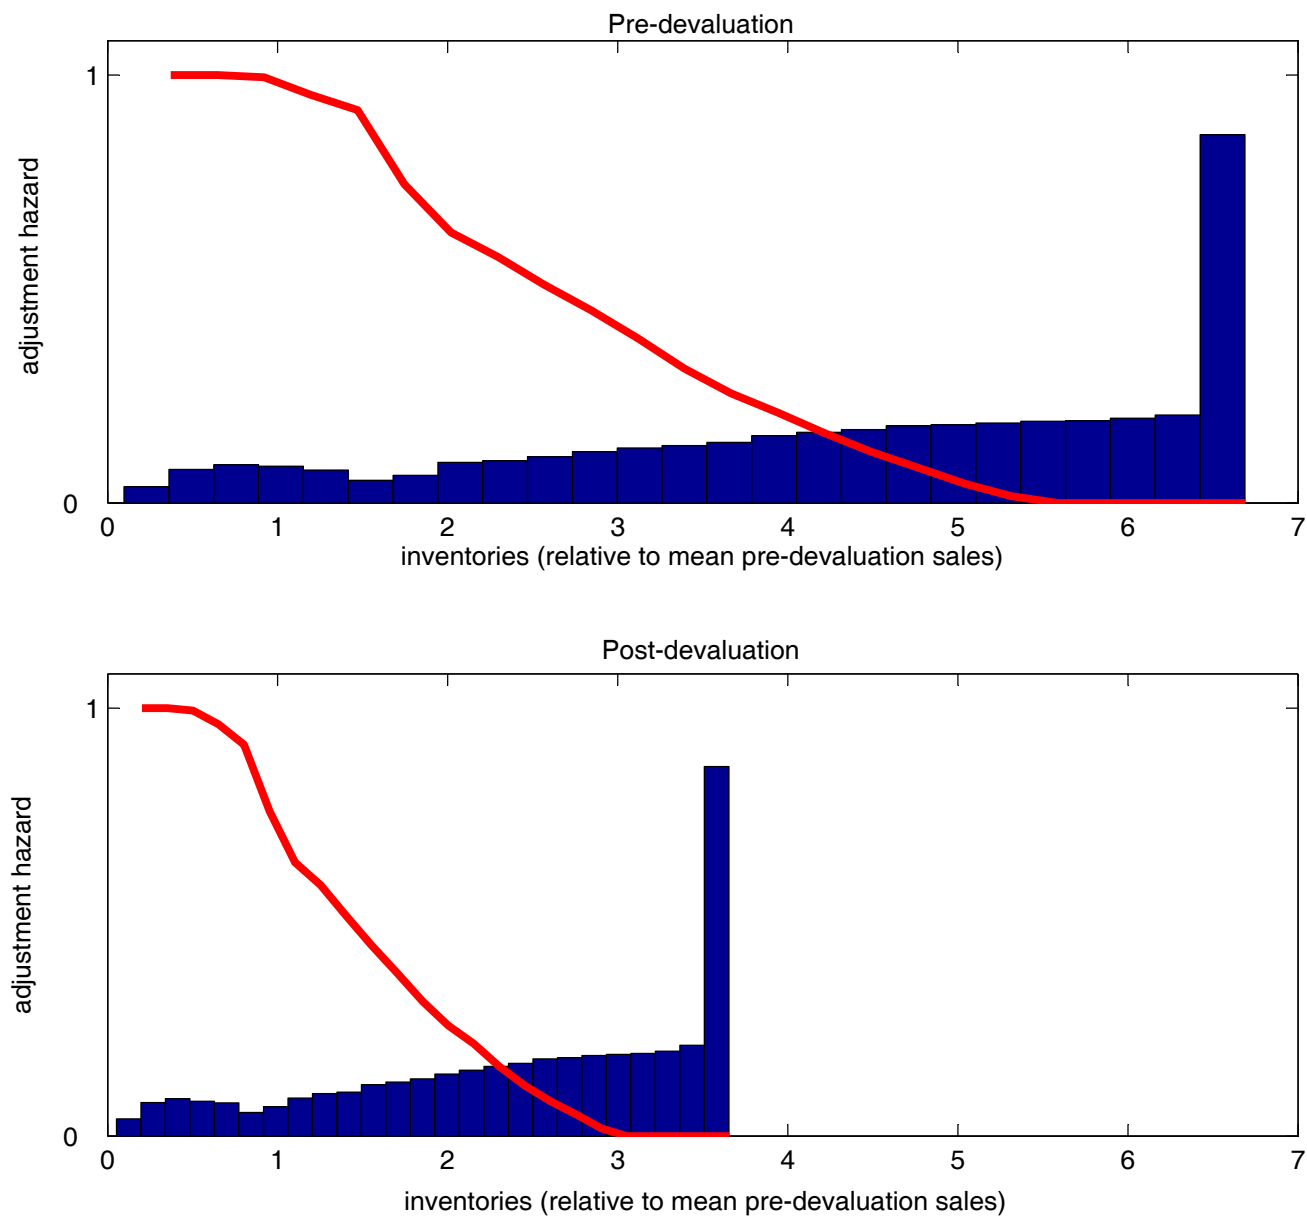 Pre-devaluation
1
adjustment hazard
0
0 1 2 3 4 5 6 7
inventories (relative to mean pre-devaluation sales)
Post-devaluation
1
adjustment hazard
0
0 1 2 3 4 5 6 7
inventories (relative to mean pre-devaluation sales)